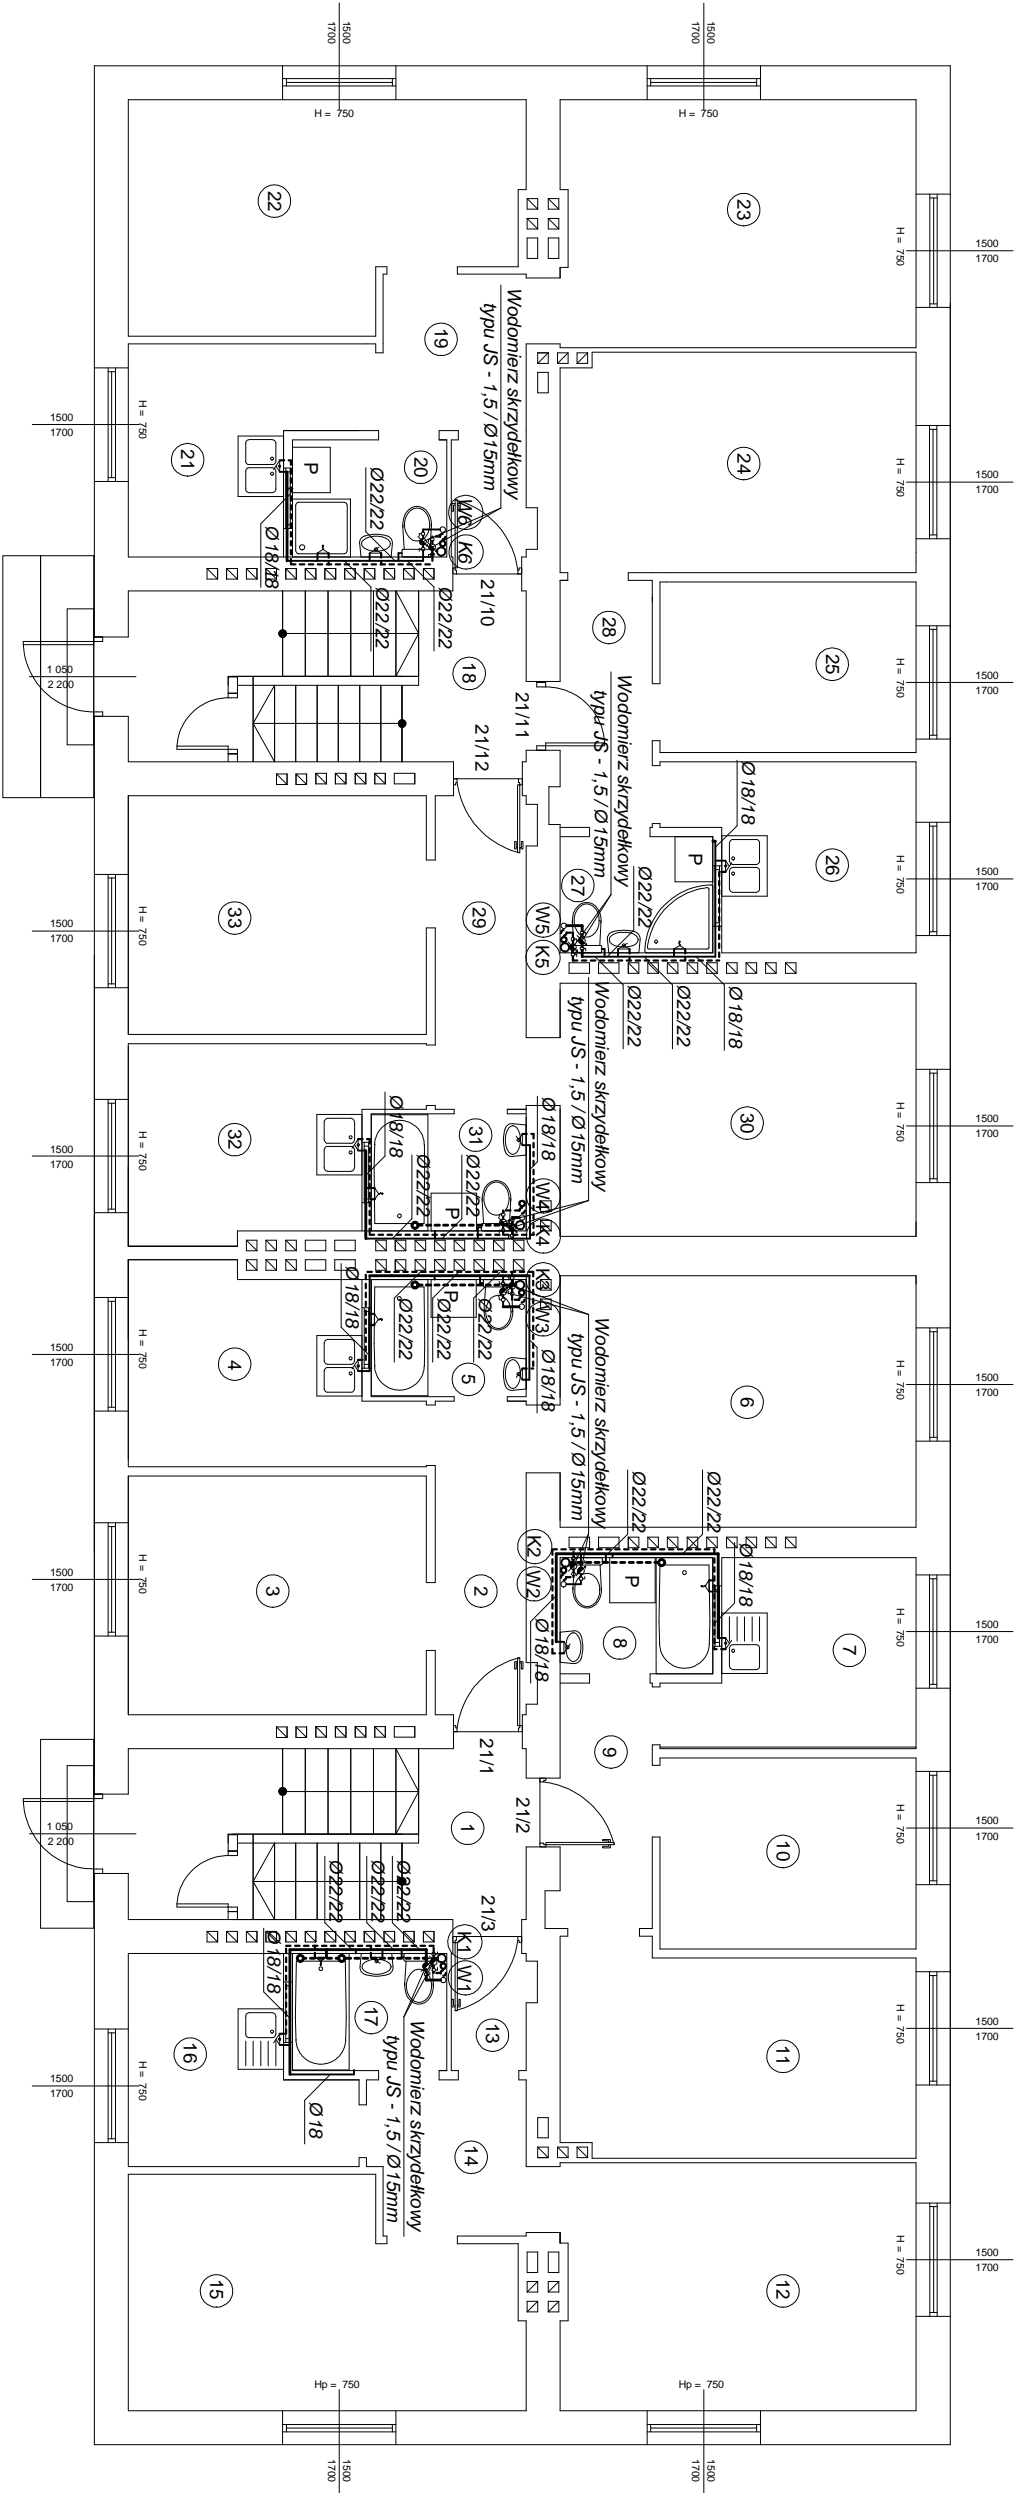 1500
1700
1500
1700
H = 750
H = 750
22
23
1500
1700
H = 750
19
Wodomierz skrzydełkowy
typu JS - 1,5 / Ø15mm
1500
1700
H = 750
21
20
P
Ø22/22
W6
K6
Ø18/18
Ø22/22
Ø22/22
21/10
24
1500
1700
H = 750
28
25
1500
1700
H = 750
18
1 050
2 200
21/11
21/12
Wodomierz skrzydełkowy
typu JS - 1,5 / Ø15mm
Ø18/18
P
26
1500
1700
H = 750
27
Ø22/22
W5
K5
33
29
1500
1700
H = 750
Ø22/22
Ø22/22
Ø18/18
Wodomierz skrzydełkowy
typu JS - 1,5 / Ø15mm
30
1500
1700
H = 750
32
1500
1700
H = 750
Ø18/18
31
Ø18/18
Ø22/22
Ø22/22
P
W4
K4
K3
W3
P
Ø18/18
Ø22/22
Ø22/22
Ø22/22
Ø18/18
4
5
1500
1700
H = 750
Wodomierz skrzydełkowy
typu JS - 1,5 / Ø15mm
6
1500
1700
H = 750
Ø22/22
Ø22/22
Ø18/18
K2
W2
P
Ø18/18
3
2
1500
1700
H = 750
8
7
1500
1700
H = 750
9
21/1
21/2
1
1 050
2 200
10
1500
1700
H = 750
Ø22/22
Ø22/22
Ø22/22
21/3
K1
W1
Ø18/18
17
13
16
1500
1700
H = 750
Ø18
Wodomierz skrzydełkowy
typu JS - 1,5 / Ø15mm
11
1500
1700
H = 750
14
15
12
1500
1700
H = 750
Hp = 750
Hp = 750
1500
1700
1500
1700